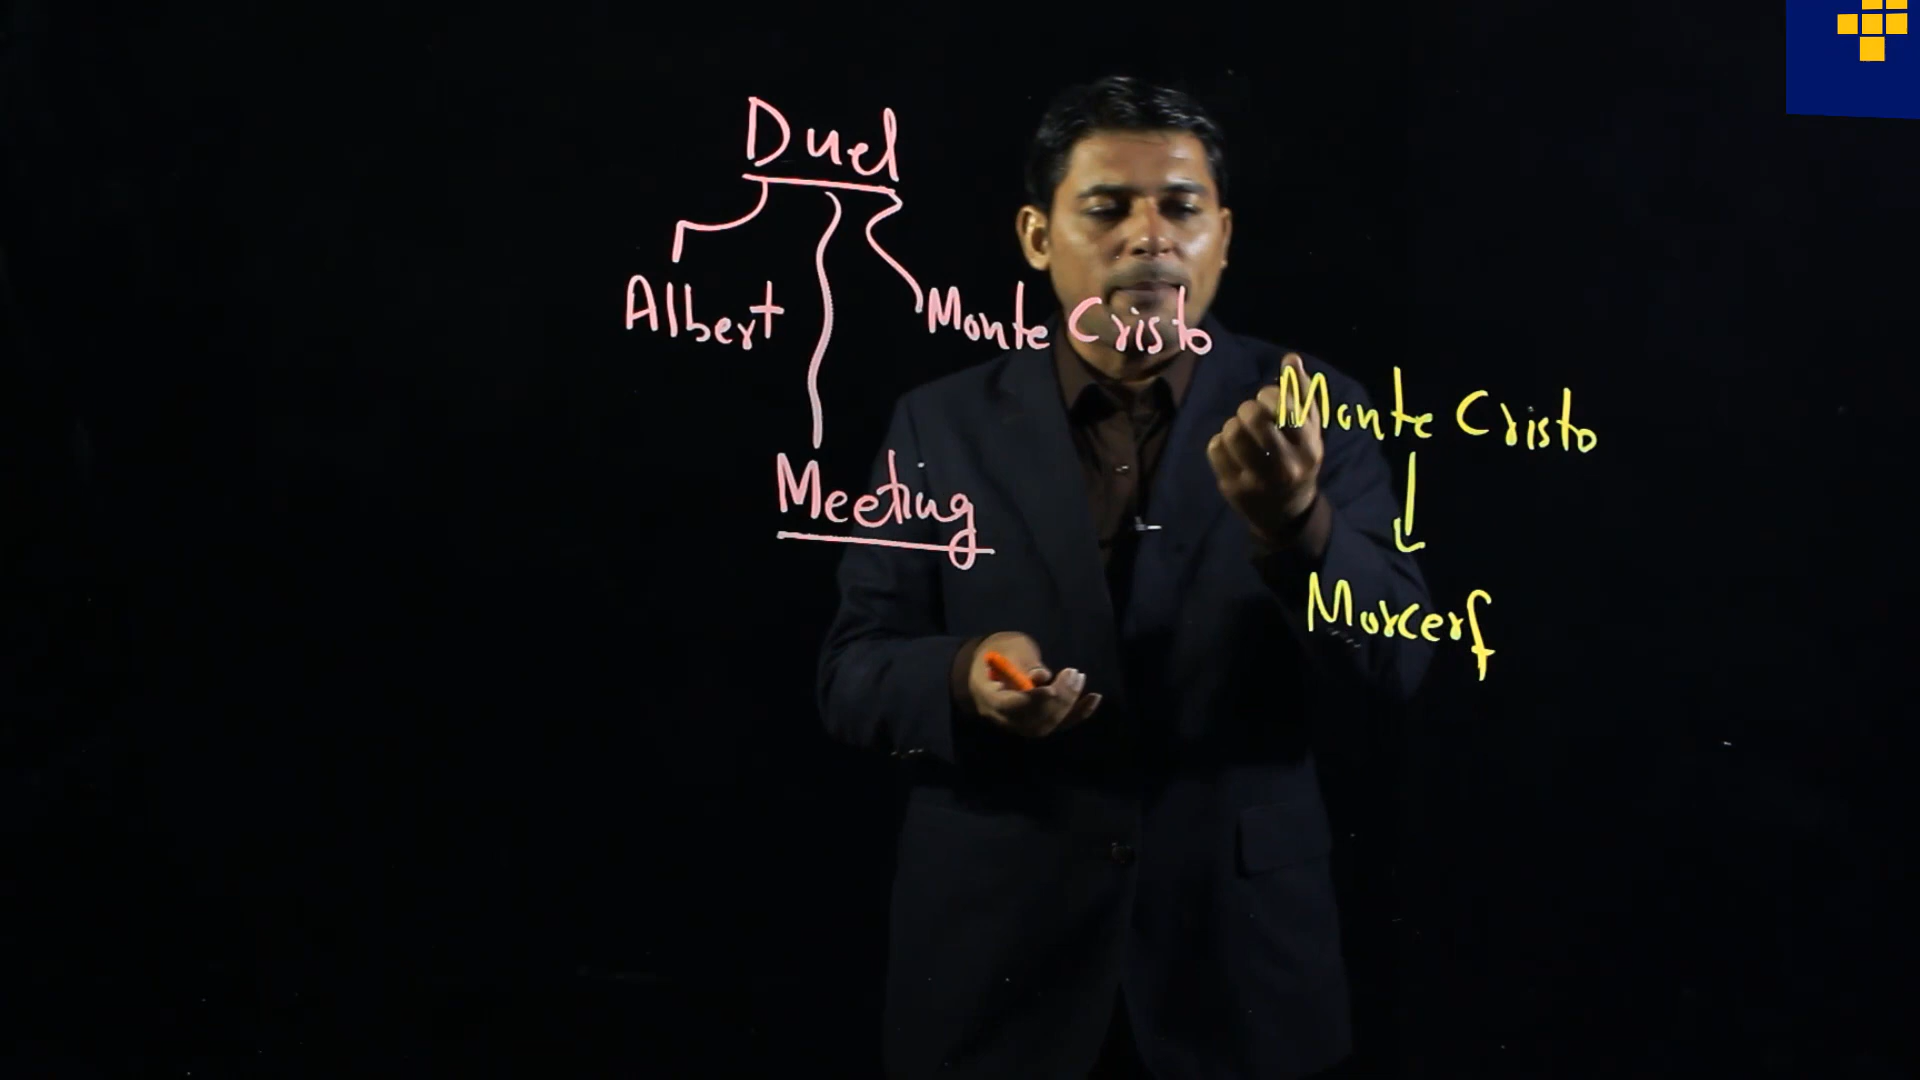 Duel
Albert
Monte Cristo
Meeting
Monte Cristo
Morcerf